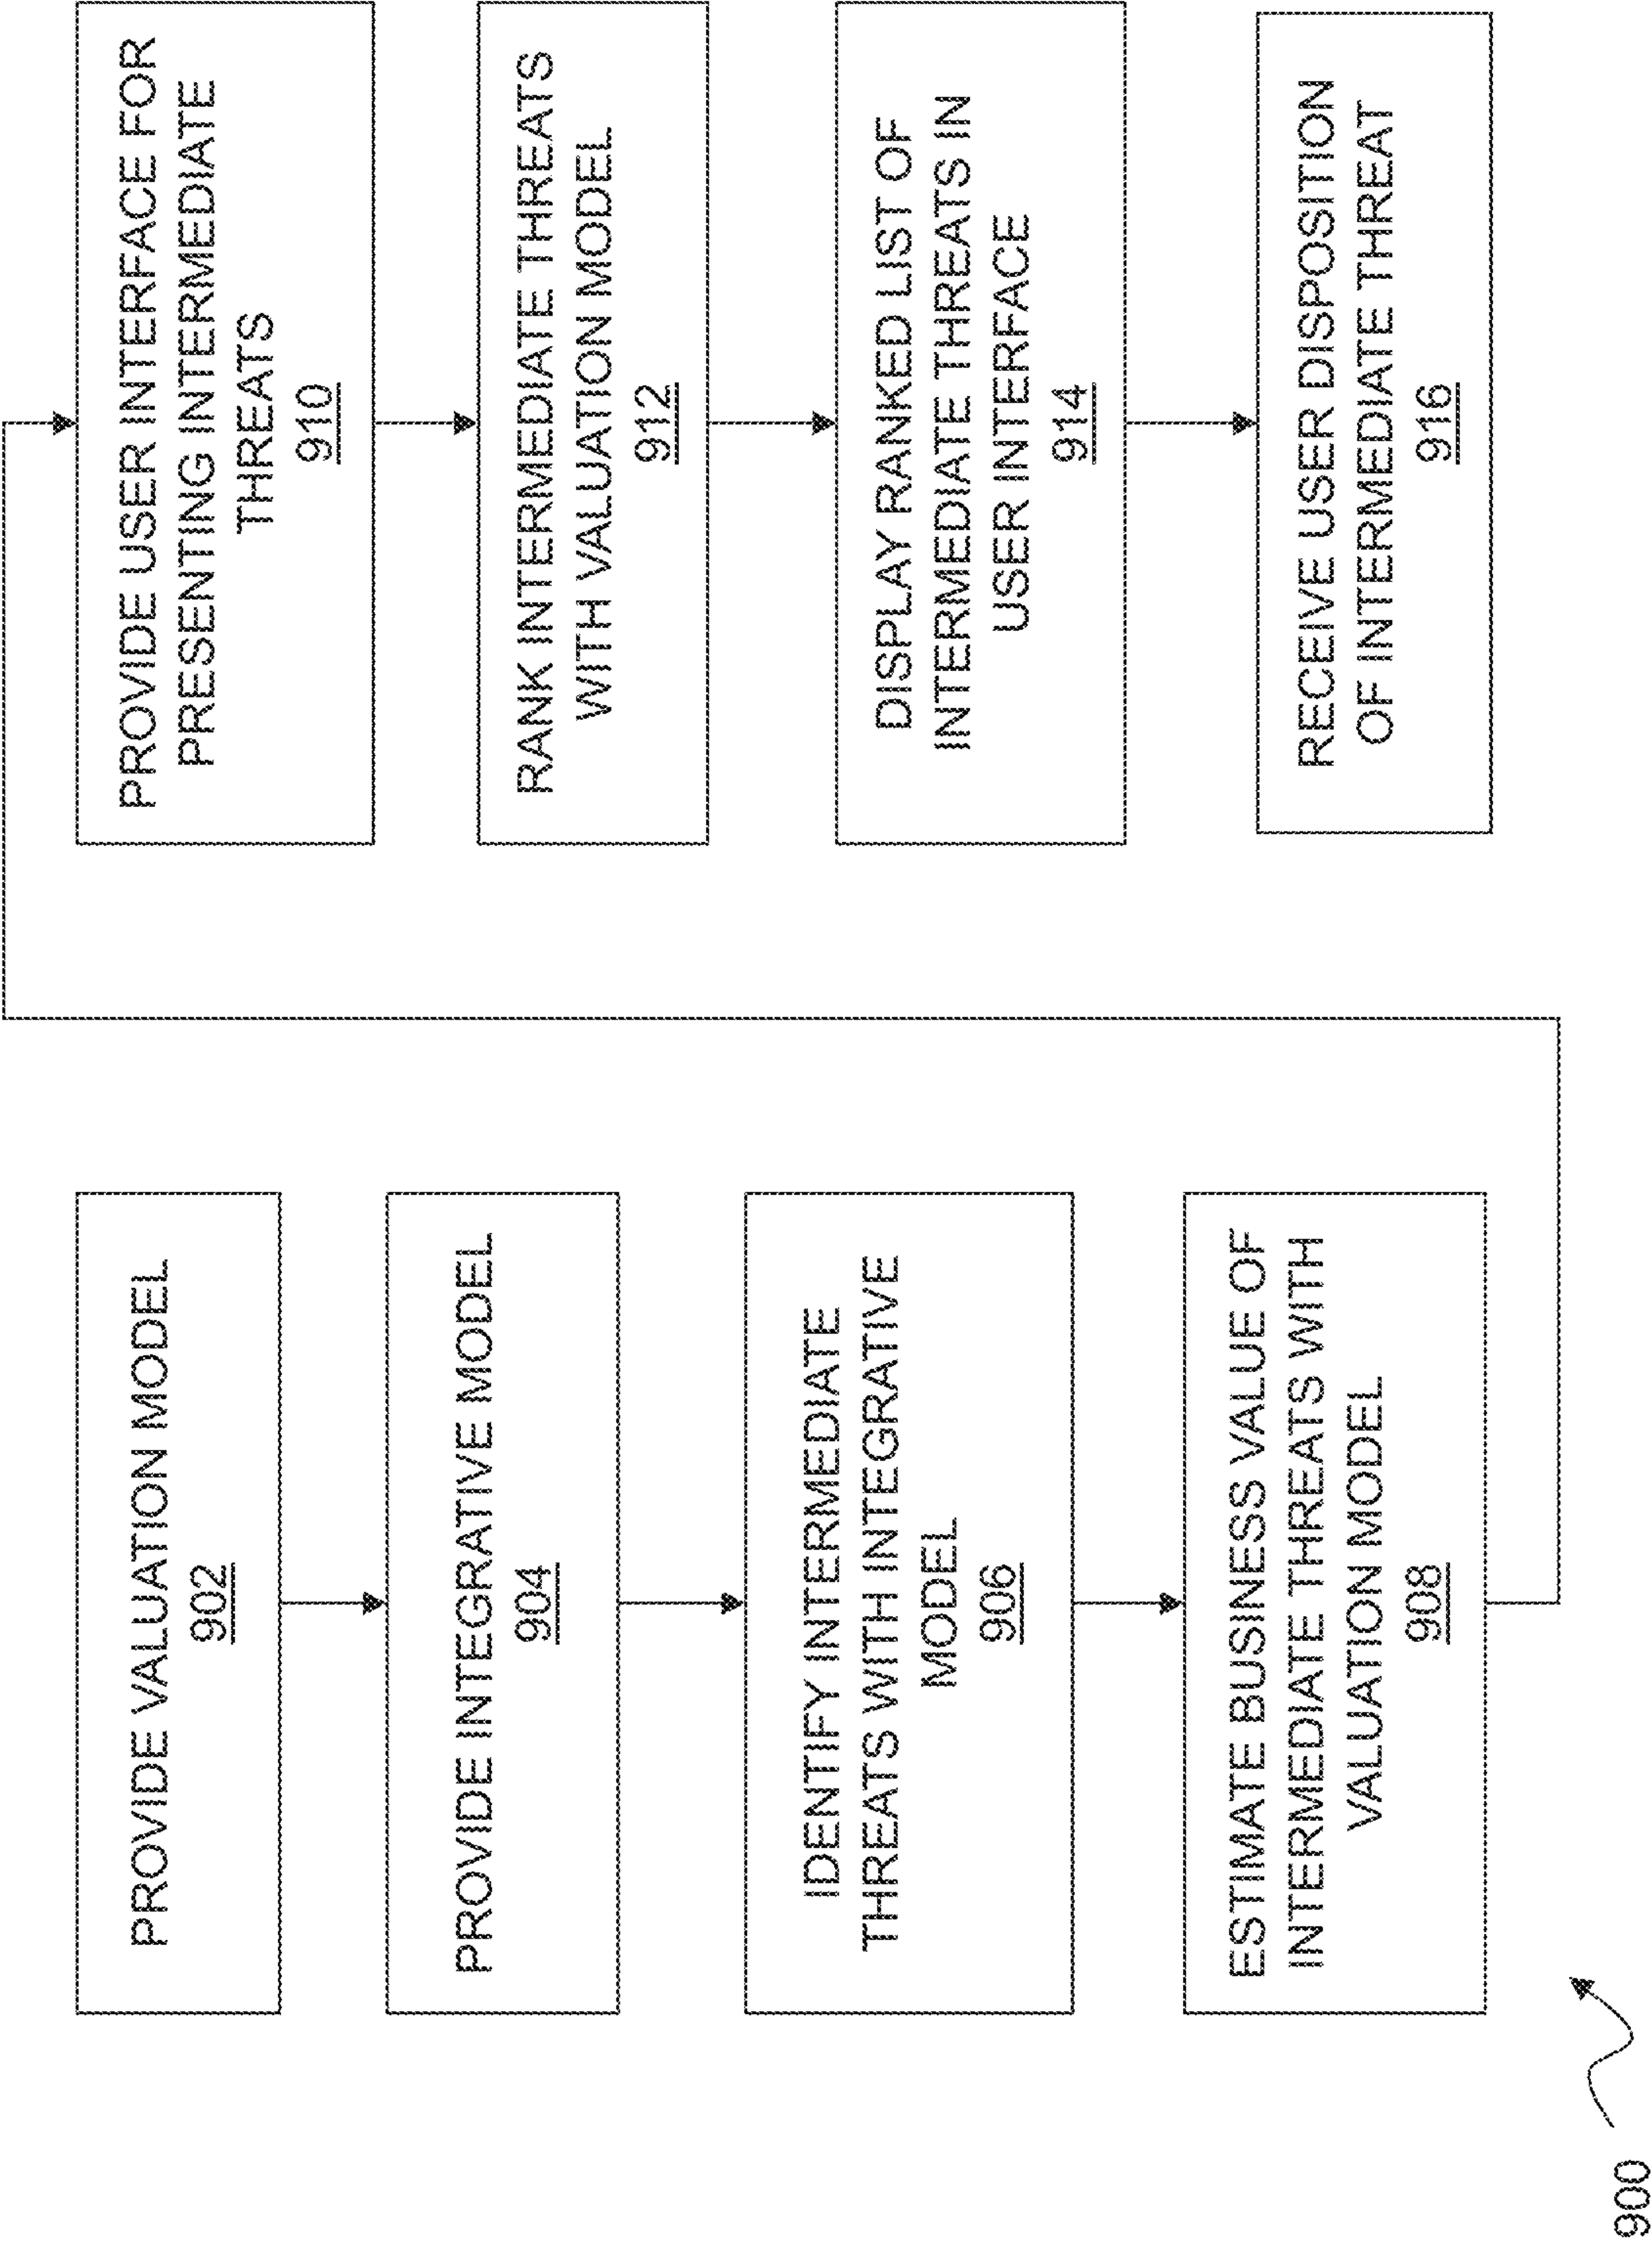 PROVIDE VALUATION MODEL
902
PROVIDE INTEGRATIVE MODEL
904
IDENTIFY INTERMEDIATE
THREATS WITH INTEGRATIVE
MODEL
906
ESTIMATE BUSINESS VALUE OF
INTERMEDIATE THREATS WITH
VALUATION MODEL
908
PROVIDE USER INTERFACE FOR
PRESENTING INTERMEDIATE
THREATS
910
RANK INTERMEDIATE THREATS
WITH VALUATION MODEL
912
DISPLAY RANKED LIST OF
INTERMEDIATE THREATS IN
USER INTERFACE
914
RECEIVE USER DISPOSITION
OF INTERMEDIATE THREAT
916
900